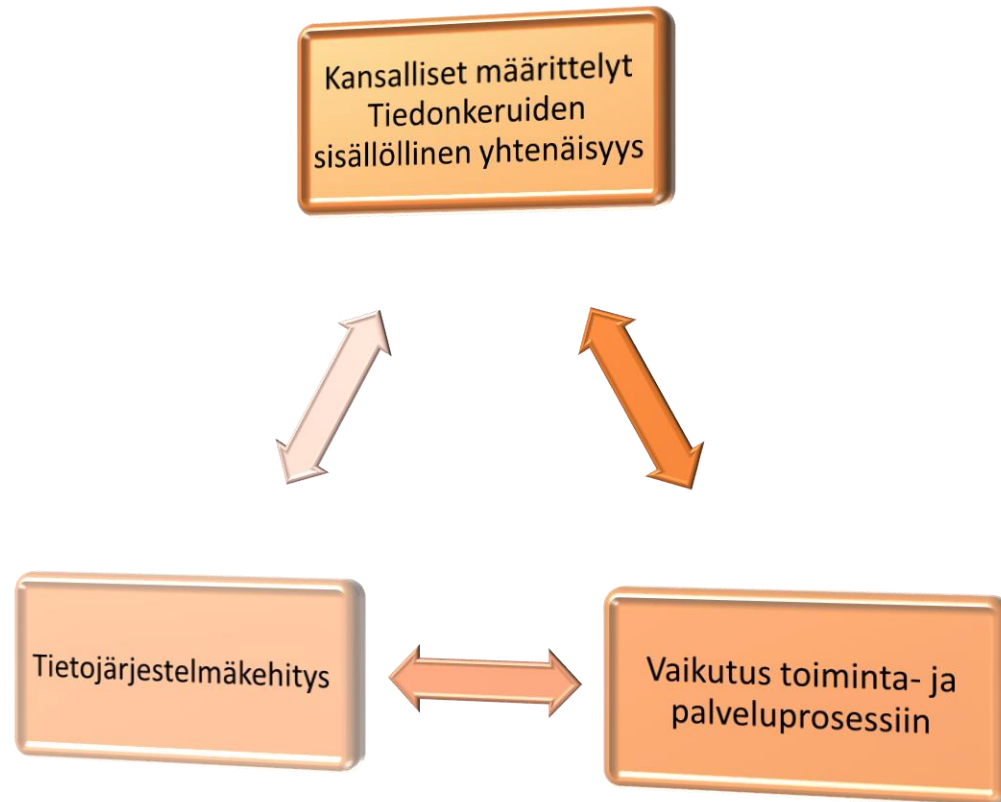 Kansalliset määrittelyt
Tiedonkeruiden
sisällöllinen yhtenäisyys
Tietojärjestelmäkehitys
Vaikutus toiminta- ja
palveluprosessiin